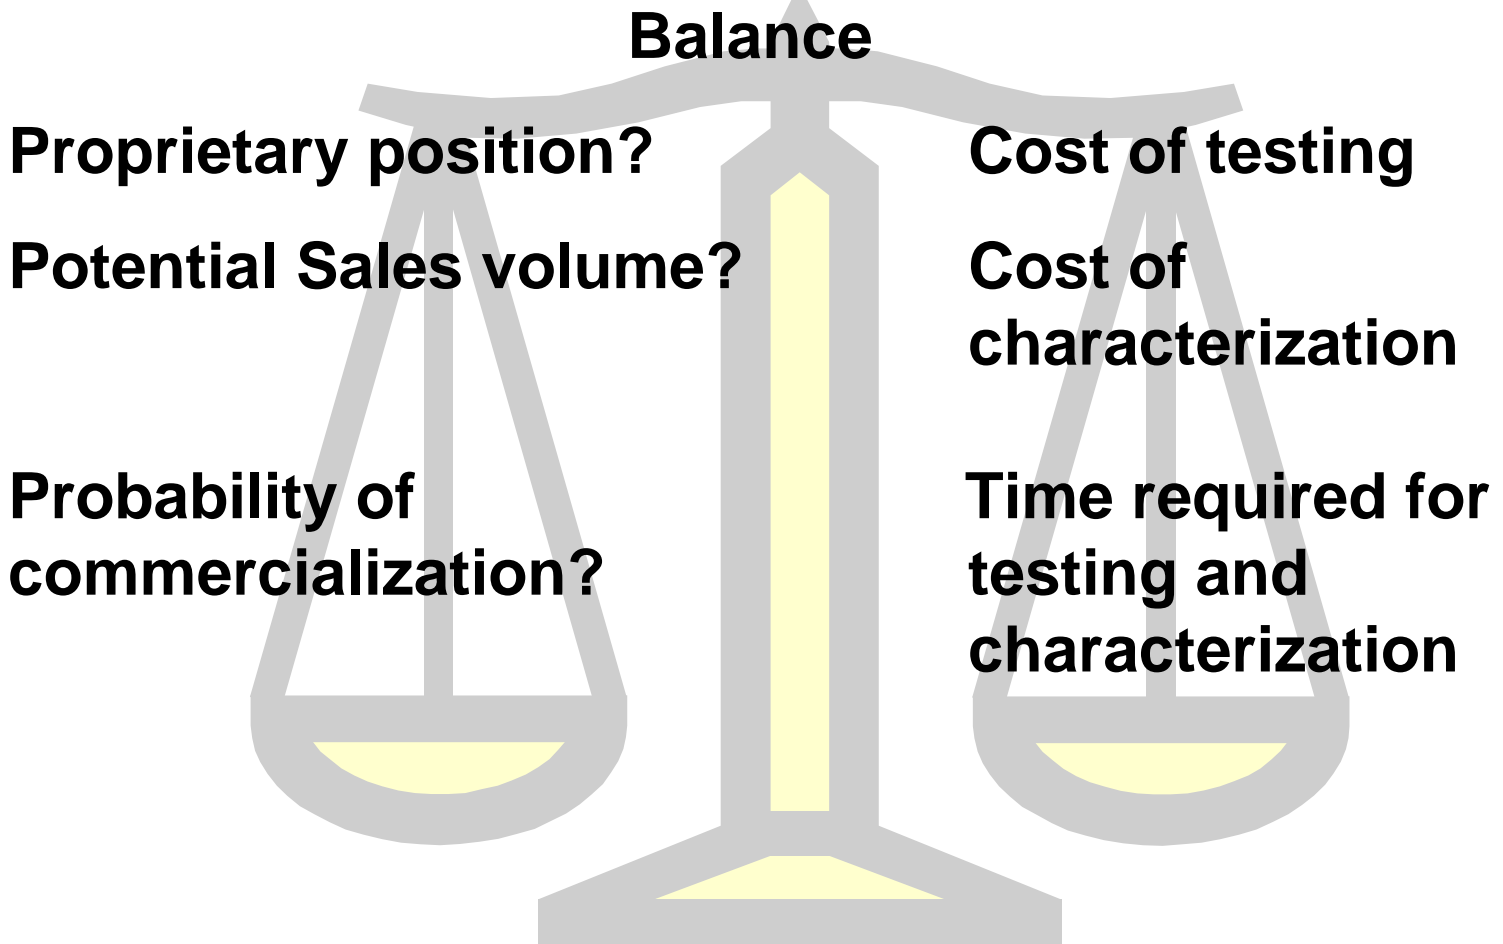 Balance
Proprietary position?
Potential Sales volume?
Probability of
commercialization?
Cost of testing
Cost of
characterization
Time required for
testing and
characterization